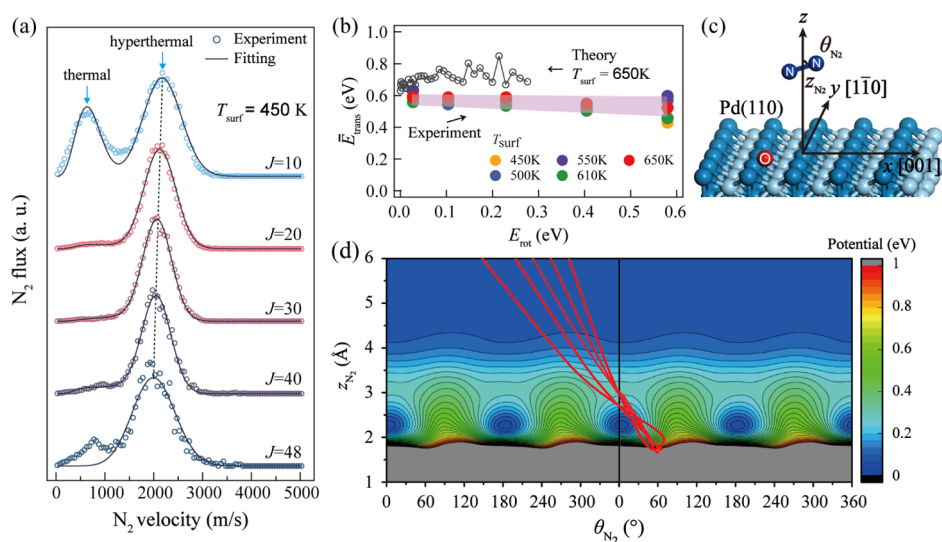 (a)
hyperthermal
thermal
Experiment
Fitting
T_surf = 450 K
J=10
J=20
J=30
J=40
J=48
N₂ flux (a. u.)
0 1000 2000 3000 4000 5000
N₂ velocity (m/s)
(b)
1.0
0.8
0.6
0.4
0.2
0.0
Ē_trans (eV)
← Theory
T_surf = 650K
Experiment
T_surf
450K 550K 650K
500K 610K
0.0 0.1 0.2 0.3 0.4 0.5 0.6
E_rot (eV)
(c)
z
θ_N₂
N N
z_N₂
y [11̅0]
Pd(110)
O
x [001]
(d)
Potential (eV)
6
5
4
3
2
1
z_N₂ (Å)
0 60 120 180 240 300 0 60 120 180 240 300 360
θ_N₂ (°)
1
0.8
0.6
0.4
0.2
0